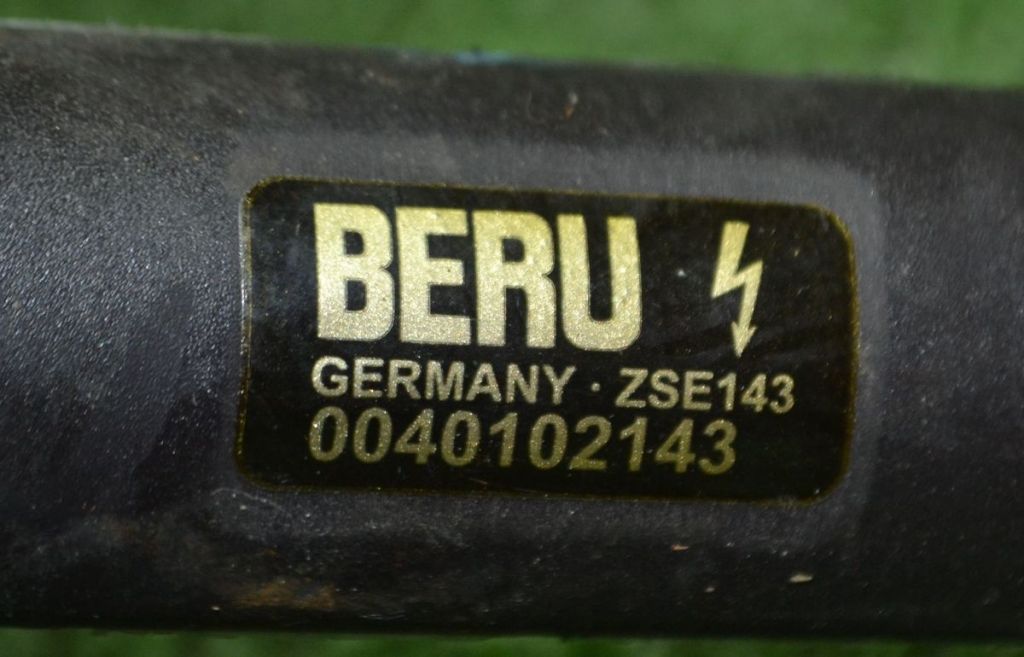 BERU
GERMANY · ZSE143
0040102143